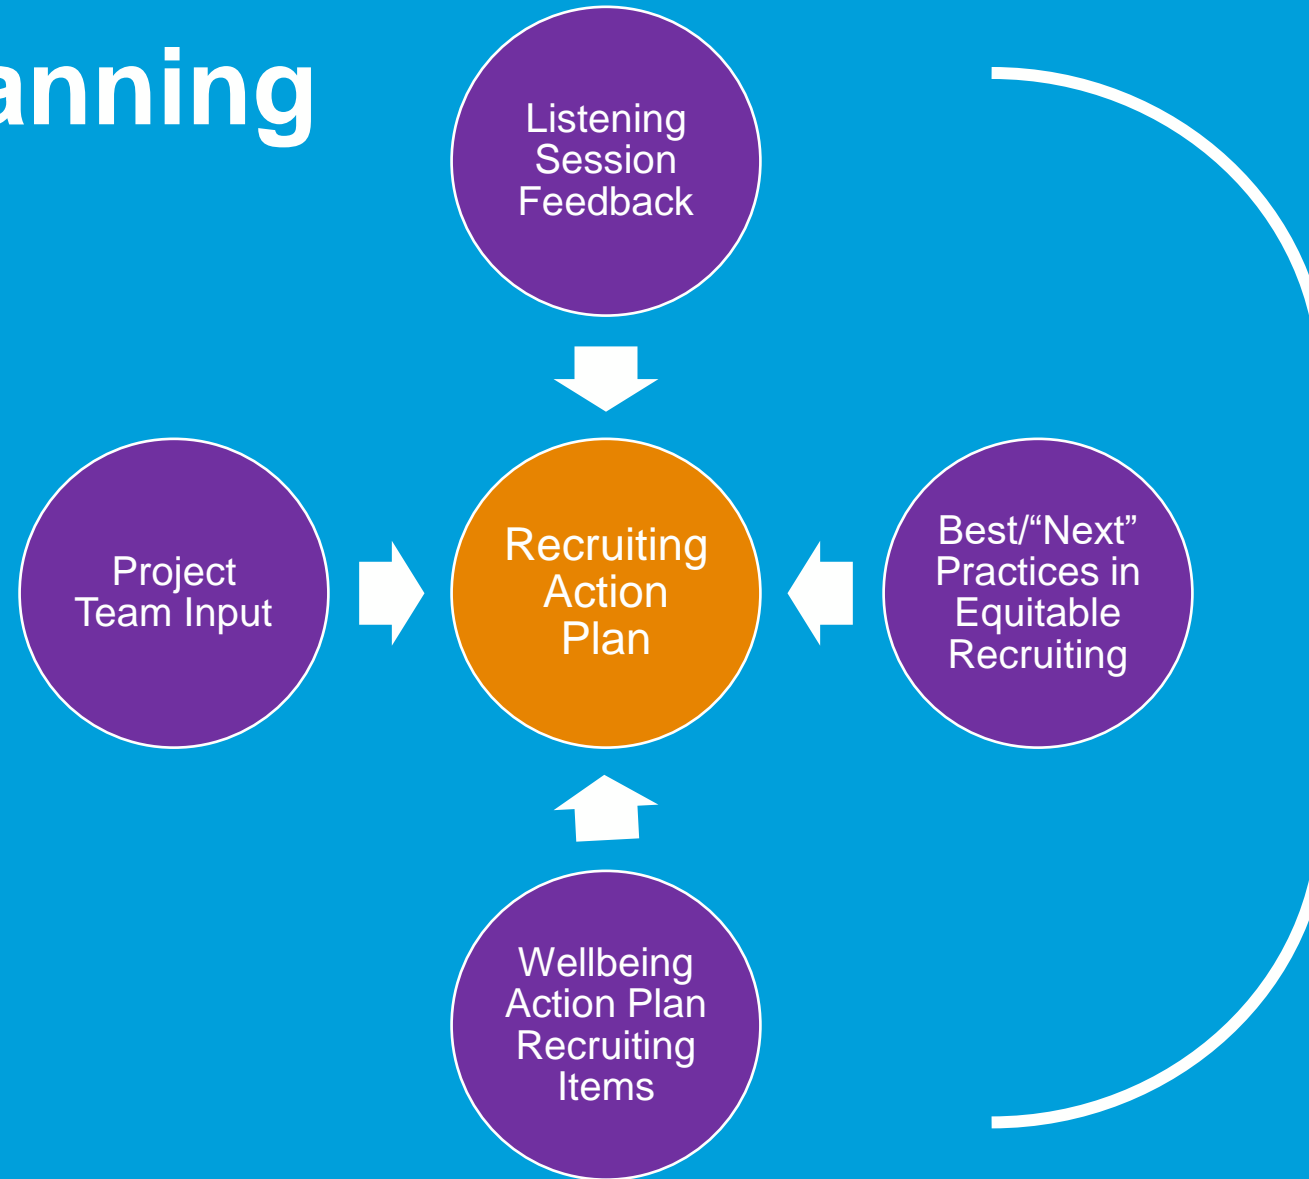 anning
Listening
Session
Feedback
Project
Team Input
Recruiting
Action
Plan
Best/“Next”
Practices in
Equitable
Recruiting
Wellbeing
Action Plan
Recruiting
Items